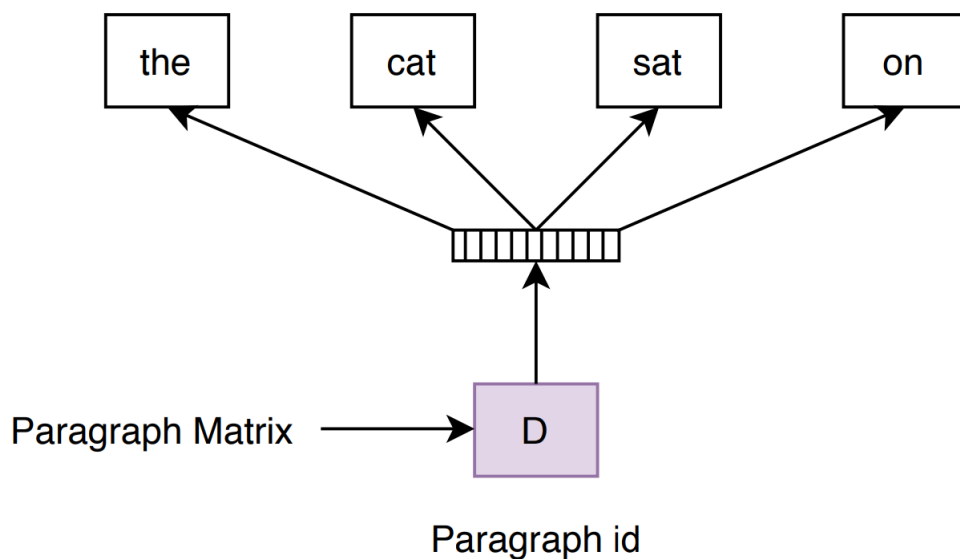 the
cat
sat
on
Paragraph Matrix
D
Paragraph id